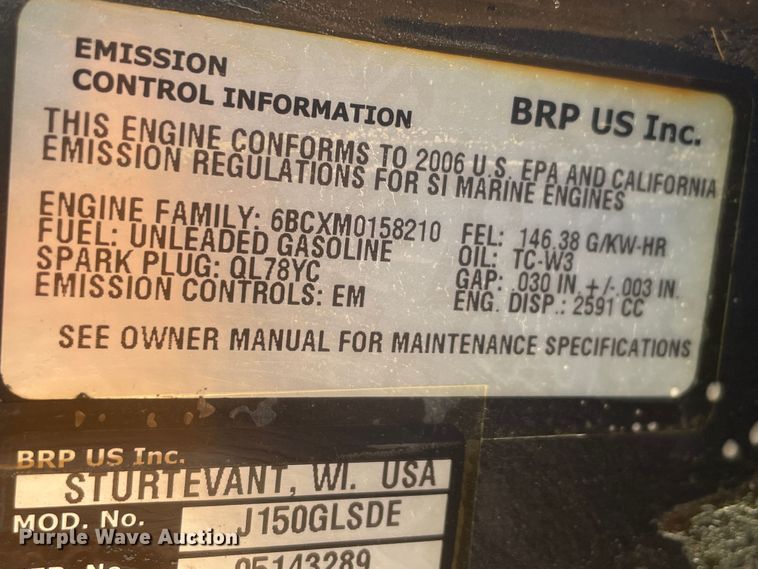 EMISSION
CONTROL INFORMATION
BRP US Inc.
THIS ENGINE CONFORMS TO 2006 U.S. EPA AND CALIFORNIA
EMISSION REGULATIONS FOR SI MARINE ENGINES
ENGINE FAMILY: 6BCXM0158210 FEL: 146.38 G/KW-HR
FUEL: UNLEADED GASOLINE OIL: TC-W3
SPARK PLUG: QL78YC GAP: .030 IN. +/-.003 IN.
EMISSION CONTROLS: EM ENG. DISP.: 2591 CC
SEE OWNER MANUAL FOR MAINTENANCE SPECIFICATIONS
BRP US Inc.
STURTEVANT, WI. USA
MOD. No. J150GLSDE
Purple Wave Auction
No. 05143289